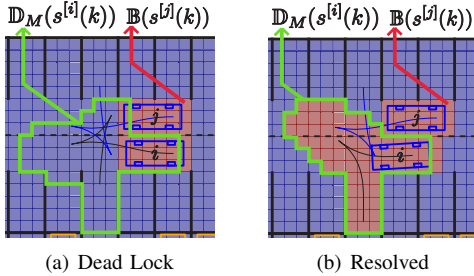 𝔻_M(s^[i](k)) 𝔹(s^[j](k))
𝔻_M(s^[i](k)) 𝔹(s^[j](k))
j
i
j
i
(a) Dead Lock
(b) Resolved